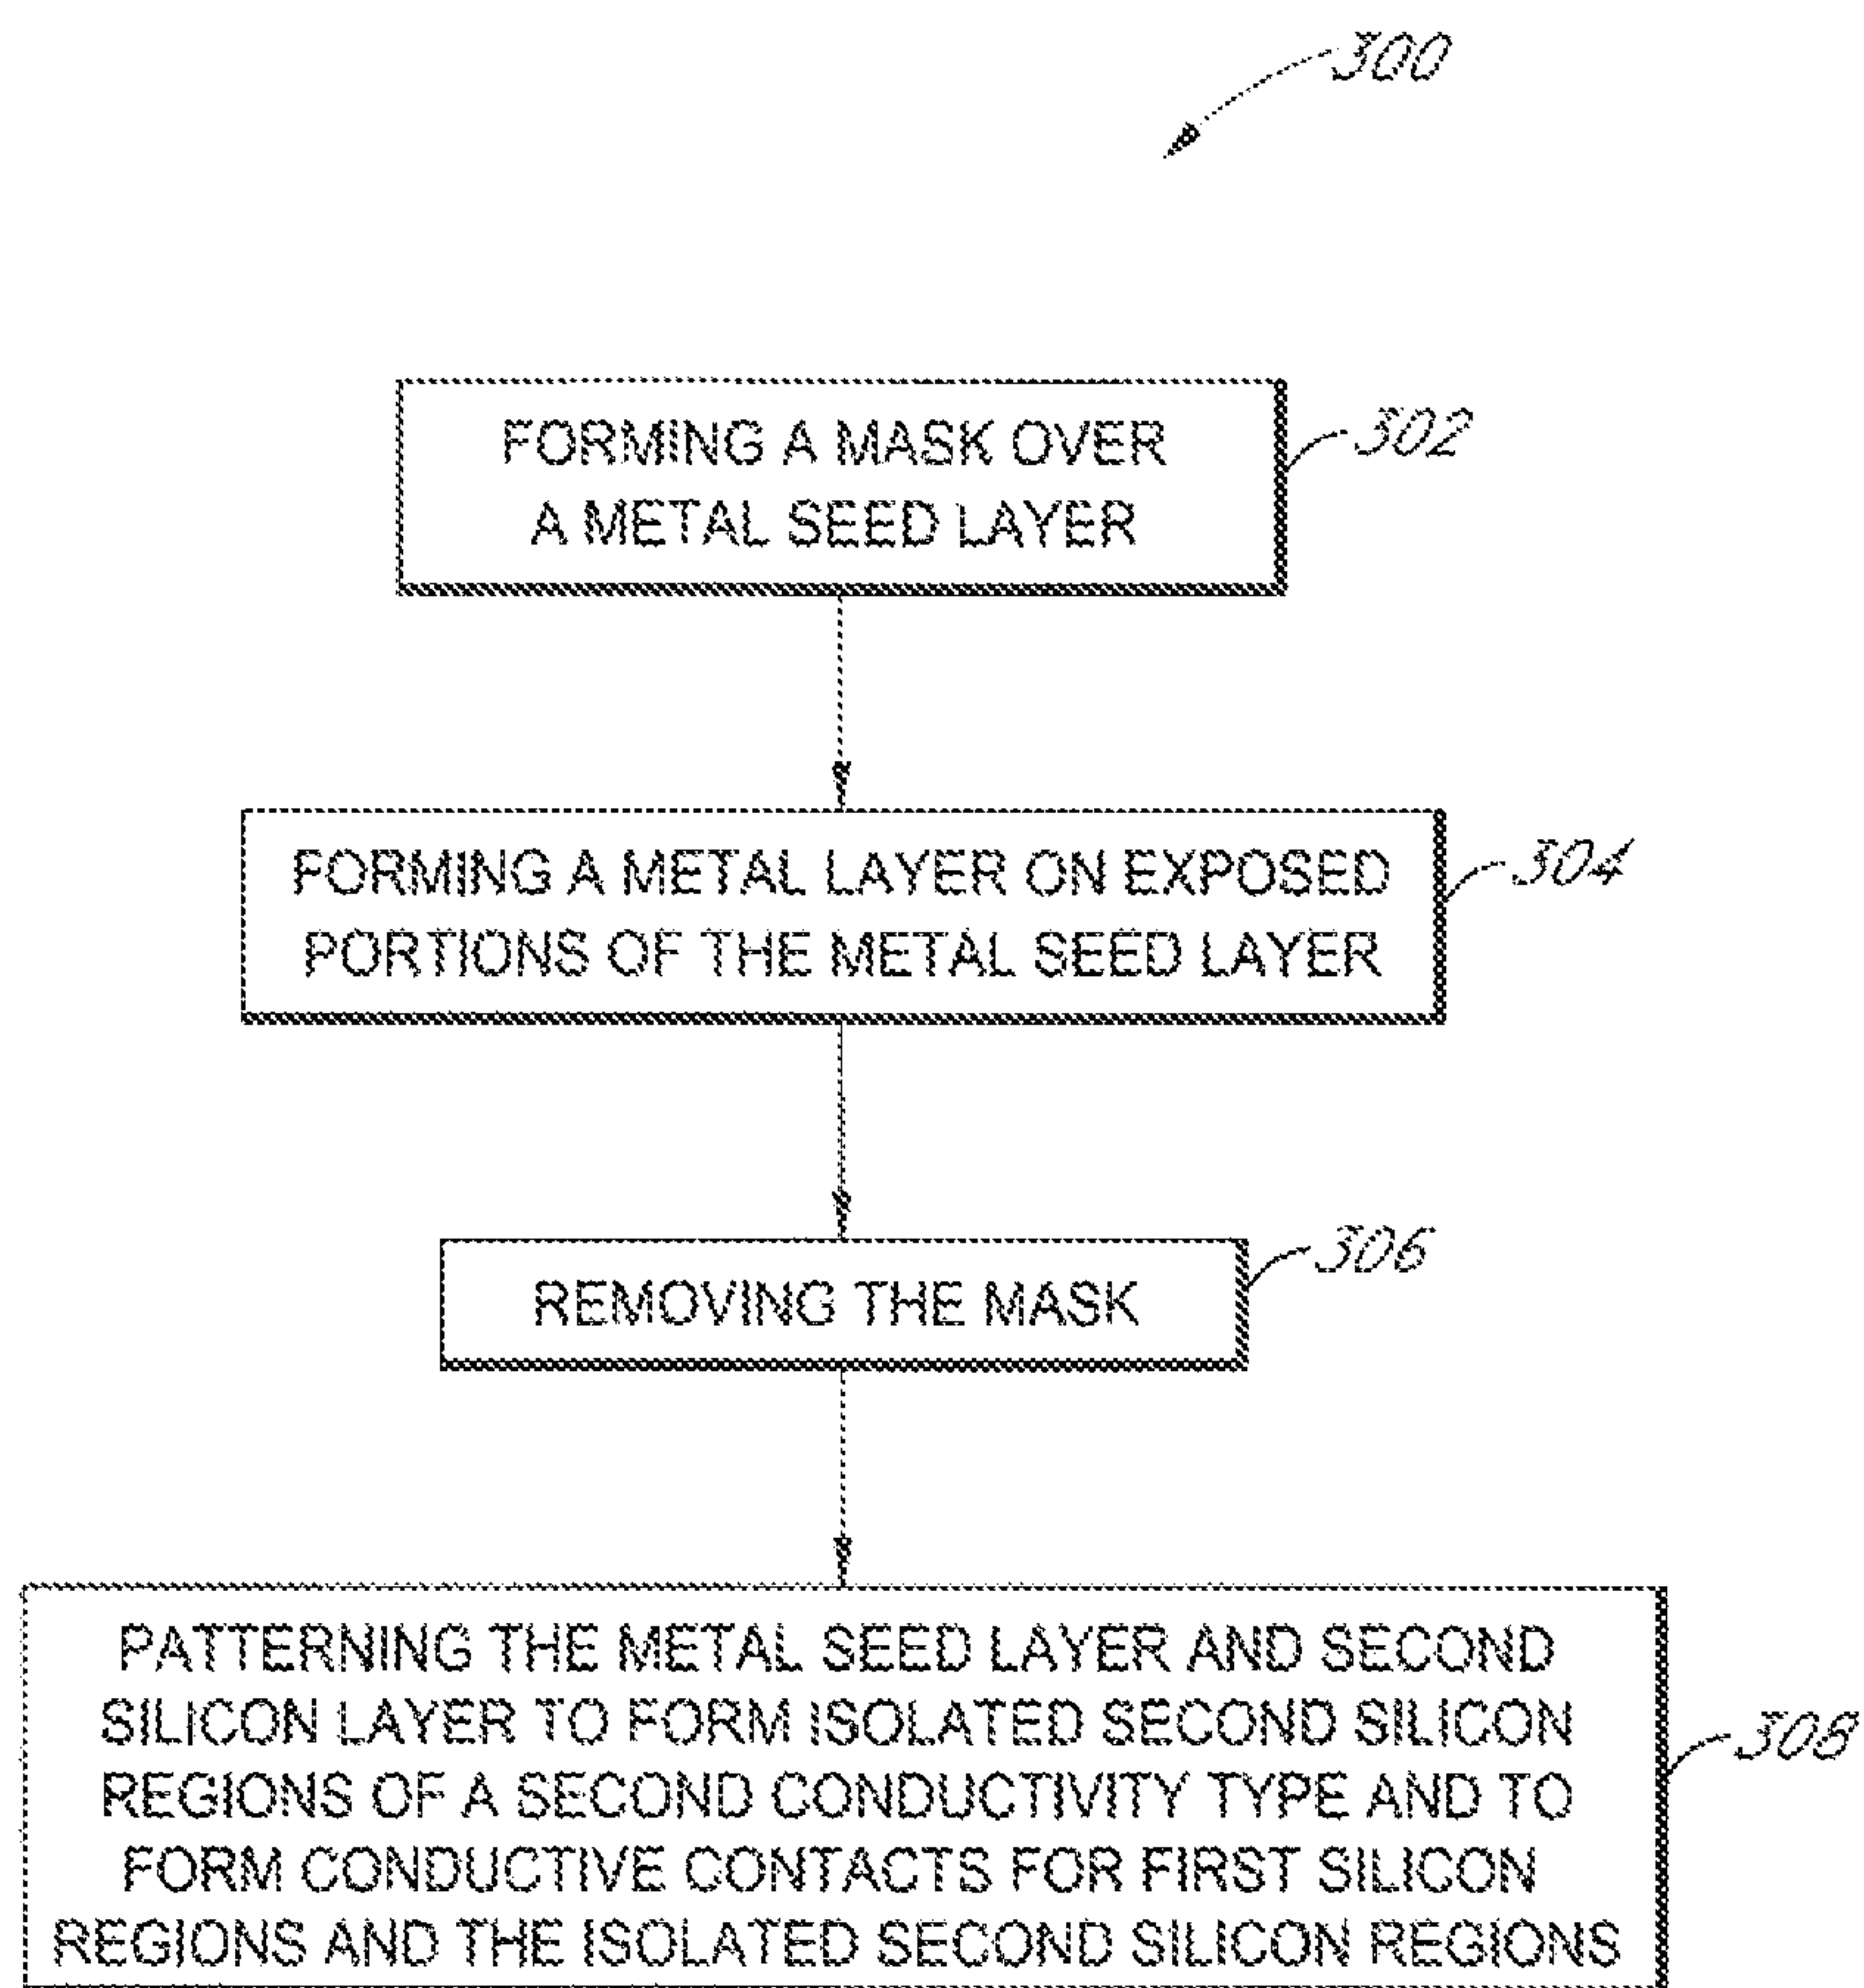 300
FORMING A MASK OVER
A METAL SEED LAYER
302
FORMING A METAL LAYER ON EXPOSED
PORTIONS OF THE METAL SEED LAYER
304
REMOVING THE MASK
306
PATTERNING THE METAL SEED LAYER AND SECOND
SILICON LAYER TO FORM ISOLATED SECOND SILICON
REGIONS OF A SECOND CONDUCTIVITY TYPE AND TO
FORM CONDUCTIVE CONTACTS FOR FIRST SILICON
REGIONS AND THE ISOLATED SECOND SILICON REGIONS
308